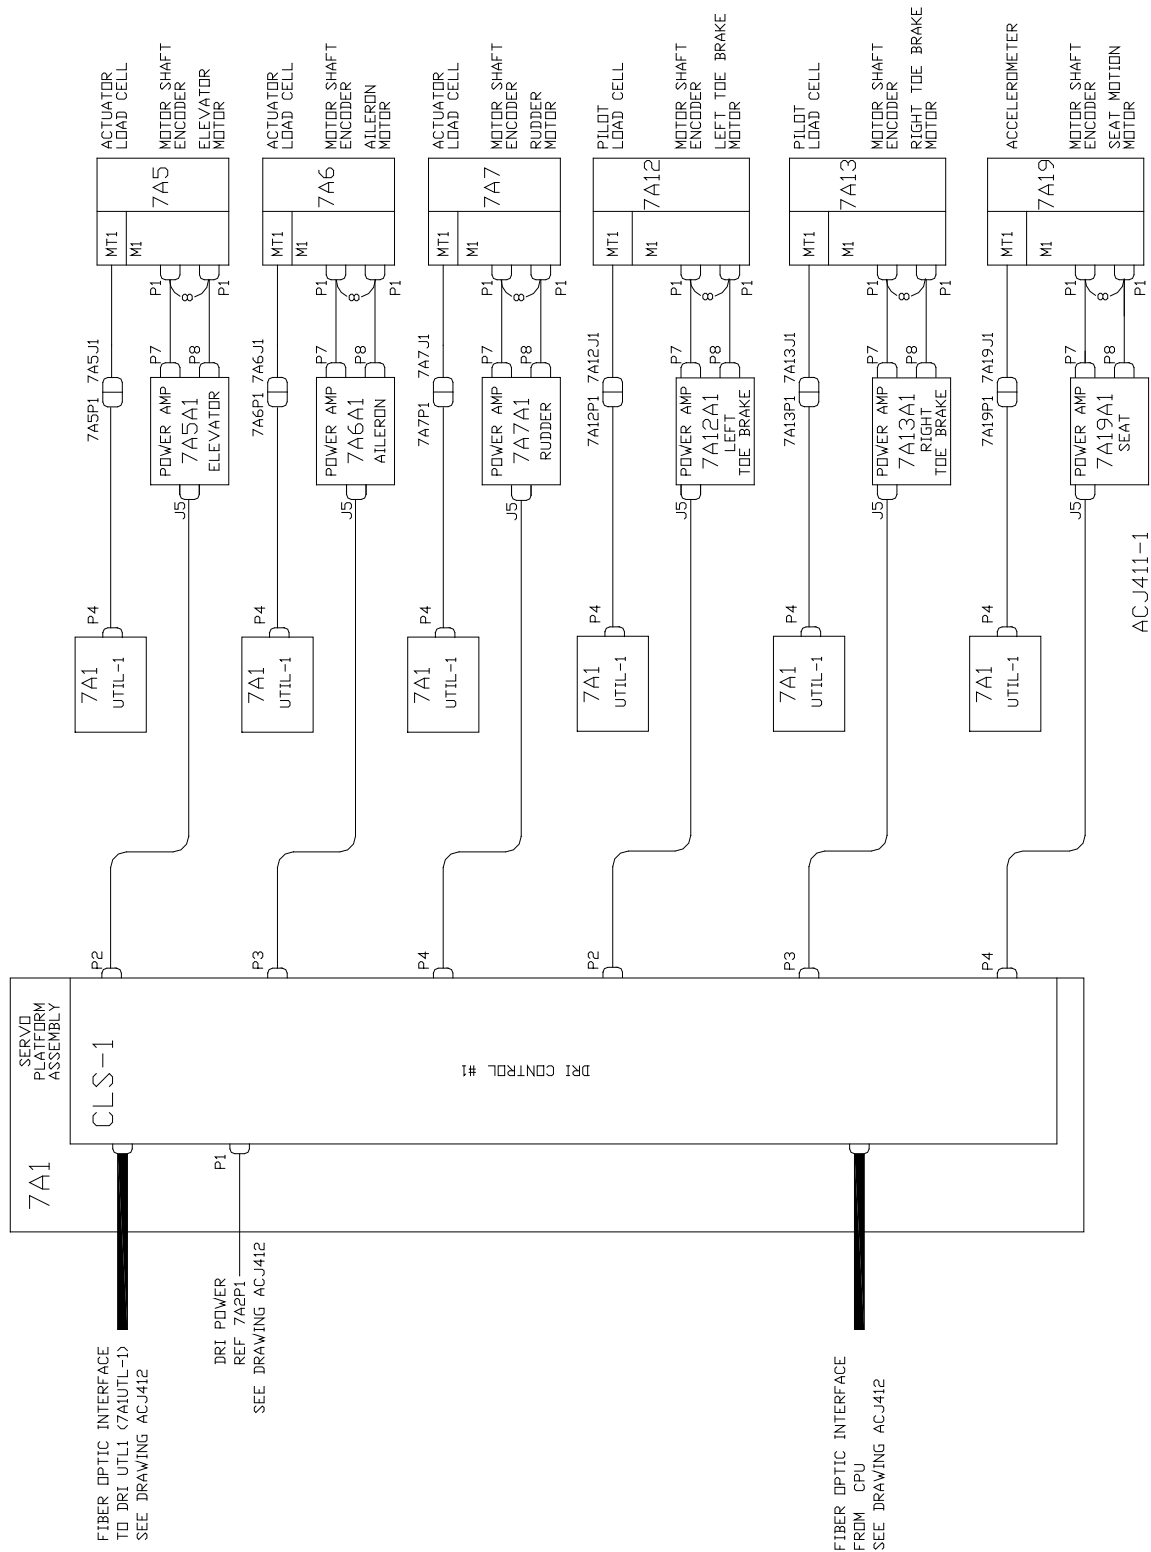 FIBER OPTIC INTERFACE
TO DRI UTL1 (7A1UTL-1)
SEE DRAWING ACJ412
DRI POWER
REF 7A2P1
SEE DRAWING ACJ412
FIBER OPTIC INTERFACE
FROM CPU
SEE DRAWING ACJ412
7A1
SERVO
PLATFORM
ASSEMBLY
CLS-1
DRI CONTROL #1
P1
P2
P3
P4
P2
P3
P4
7A1
UTIL-1
P4
7A5P1 7A5J1
J5
POWER AMP
7A5A1
ELEVATOR
P7
P8
P1
8
P1
MT1
M1
7A5
ACTUATOR
LOAD CELL
MOTOR SHAFT
ENCODER
ELEVATOR
MOTOR
7A1
UTIL-1
P4
7A6P1 7A6J1
J5
POWER AMP
7A6A1
AILERON
P7
P8
P1
8
P1
MT1
M1
7A6
ACTUATOR
LOAD CELL
MOTOR SHAFT
ENCODER
AILERON
MOTOR
7A1
UTIL-1
P4
7A7P1 7A7J1
J5
POWER AMP
7A7A1
RUDDER
P7
P8
P1
8
P1
MT1
M1
7A7
ACTUATOR
LOAD CELL
MOTOR SHAFT
ENCODER
RUDDER
MOTOR
7A1
UTIL-1
P4
7A12P1 7A12J1
J5
POWER AMP
7A12A1
LEFT
TOE BRAKE
P7
P8
P1
8
P1
MT1
M1
7A12
PILOT
LOAD CELL
MOTOR SHAFT
ENCODER
LEFT TOE BRAKE
MOTOR
7A1
UTIL-1
P4
7A13P1 7A13J1
J5
POWER AMP
7A13A1
RIGHT
TOE BRAKE
P7
P8
P1
8
P1
MT1
M1
7A13
PILOT
LOAD CELL
MOTOR SHAFT
ENCODER
RIGHT TOE BRAKE
MOTOR
7A1
UTIL-1
P4
7A19P1 7A19J1
J5
POWER AMP
7A19A1
SEAT
P7
P8
P1
8
P1
MT1
M1
7A19
ACCELEROMETER
MOTOR SHAFT
ENCODER
SEAT MOTION
MOTOR
ACJ411-1